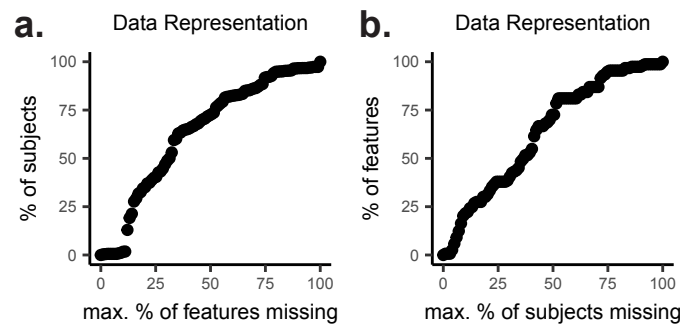 a.
Data Representation
100
75
50
25
0
% of subjects
0 25 50 75 100
max. % of features missing
b.
Data Representation
100
75
50
25
0
% of features
0 25 50 75 100
max. % of subjects missing